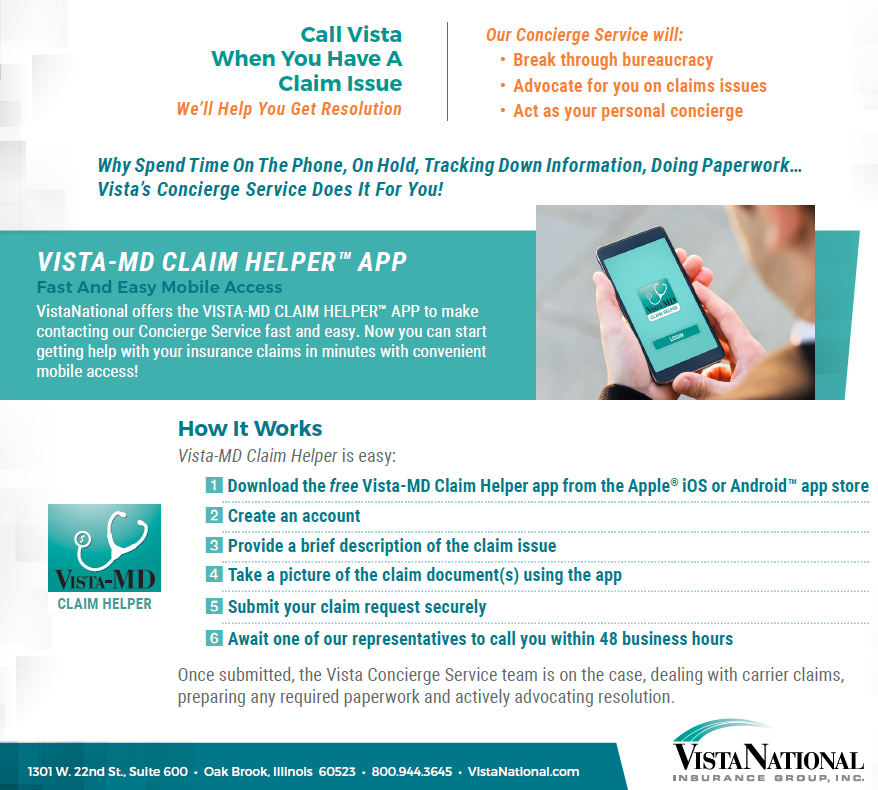 Call Vista
When You Have A
Claim Issue
We'll Help You Get Resolution
Our Concierge Service will:
• Break through bureaucracy
• Advocate for you on claims issues
• Act as your personal concierge
Why Spend Time On The Phone, On Hold, Tracking Down Information, Doing Paperwork...
Vista's Concierge Service Does It For You!
VISTA-MD CLAIM HELPER™ APP
Fast And Easy Mobile Access
VistaNational offers the VISTA-MD CLAIM HELPER™ APP to make
contacting our Concierge Service fast and easy. Now you can start
getting help with your insurance claims in minutes with convenient
mobile access!
VISTA-MD
CLAIM HELPER
LOGIN
How It Works
Vista-MD Claim Helper is easy:
1 Download the free Vista-MD Claim Helper app from the Apple® iOS or Android™ app store
2 Create an account
3 Provide a brief description of the claim issue
4 Take a picture of the claim document(s) using the app
5 Submit your claim request securely
6 Await one of our representatives to call you within 48 business hours
$
VISTA-MD
CLAIM HELPER
Once submitted, the Vista Concierge Service team is on the case, dealing with carrier claims,
preparing any required paperwork and actively advocating resolution.
1301 W. 22nd St., Suite 600 • Oak Brook, Illinois 60523 • 800.944.3645 • VistaNational.com
VISTANATIONAL
INSURANCE GROUP, INC.